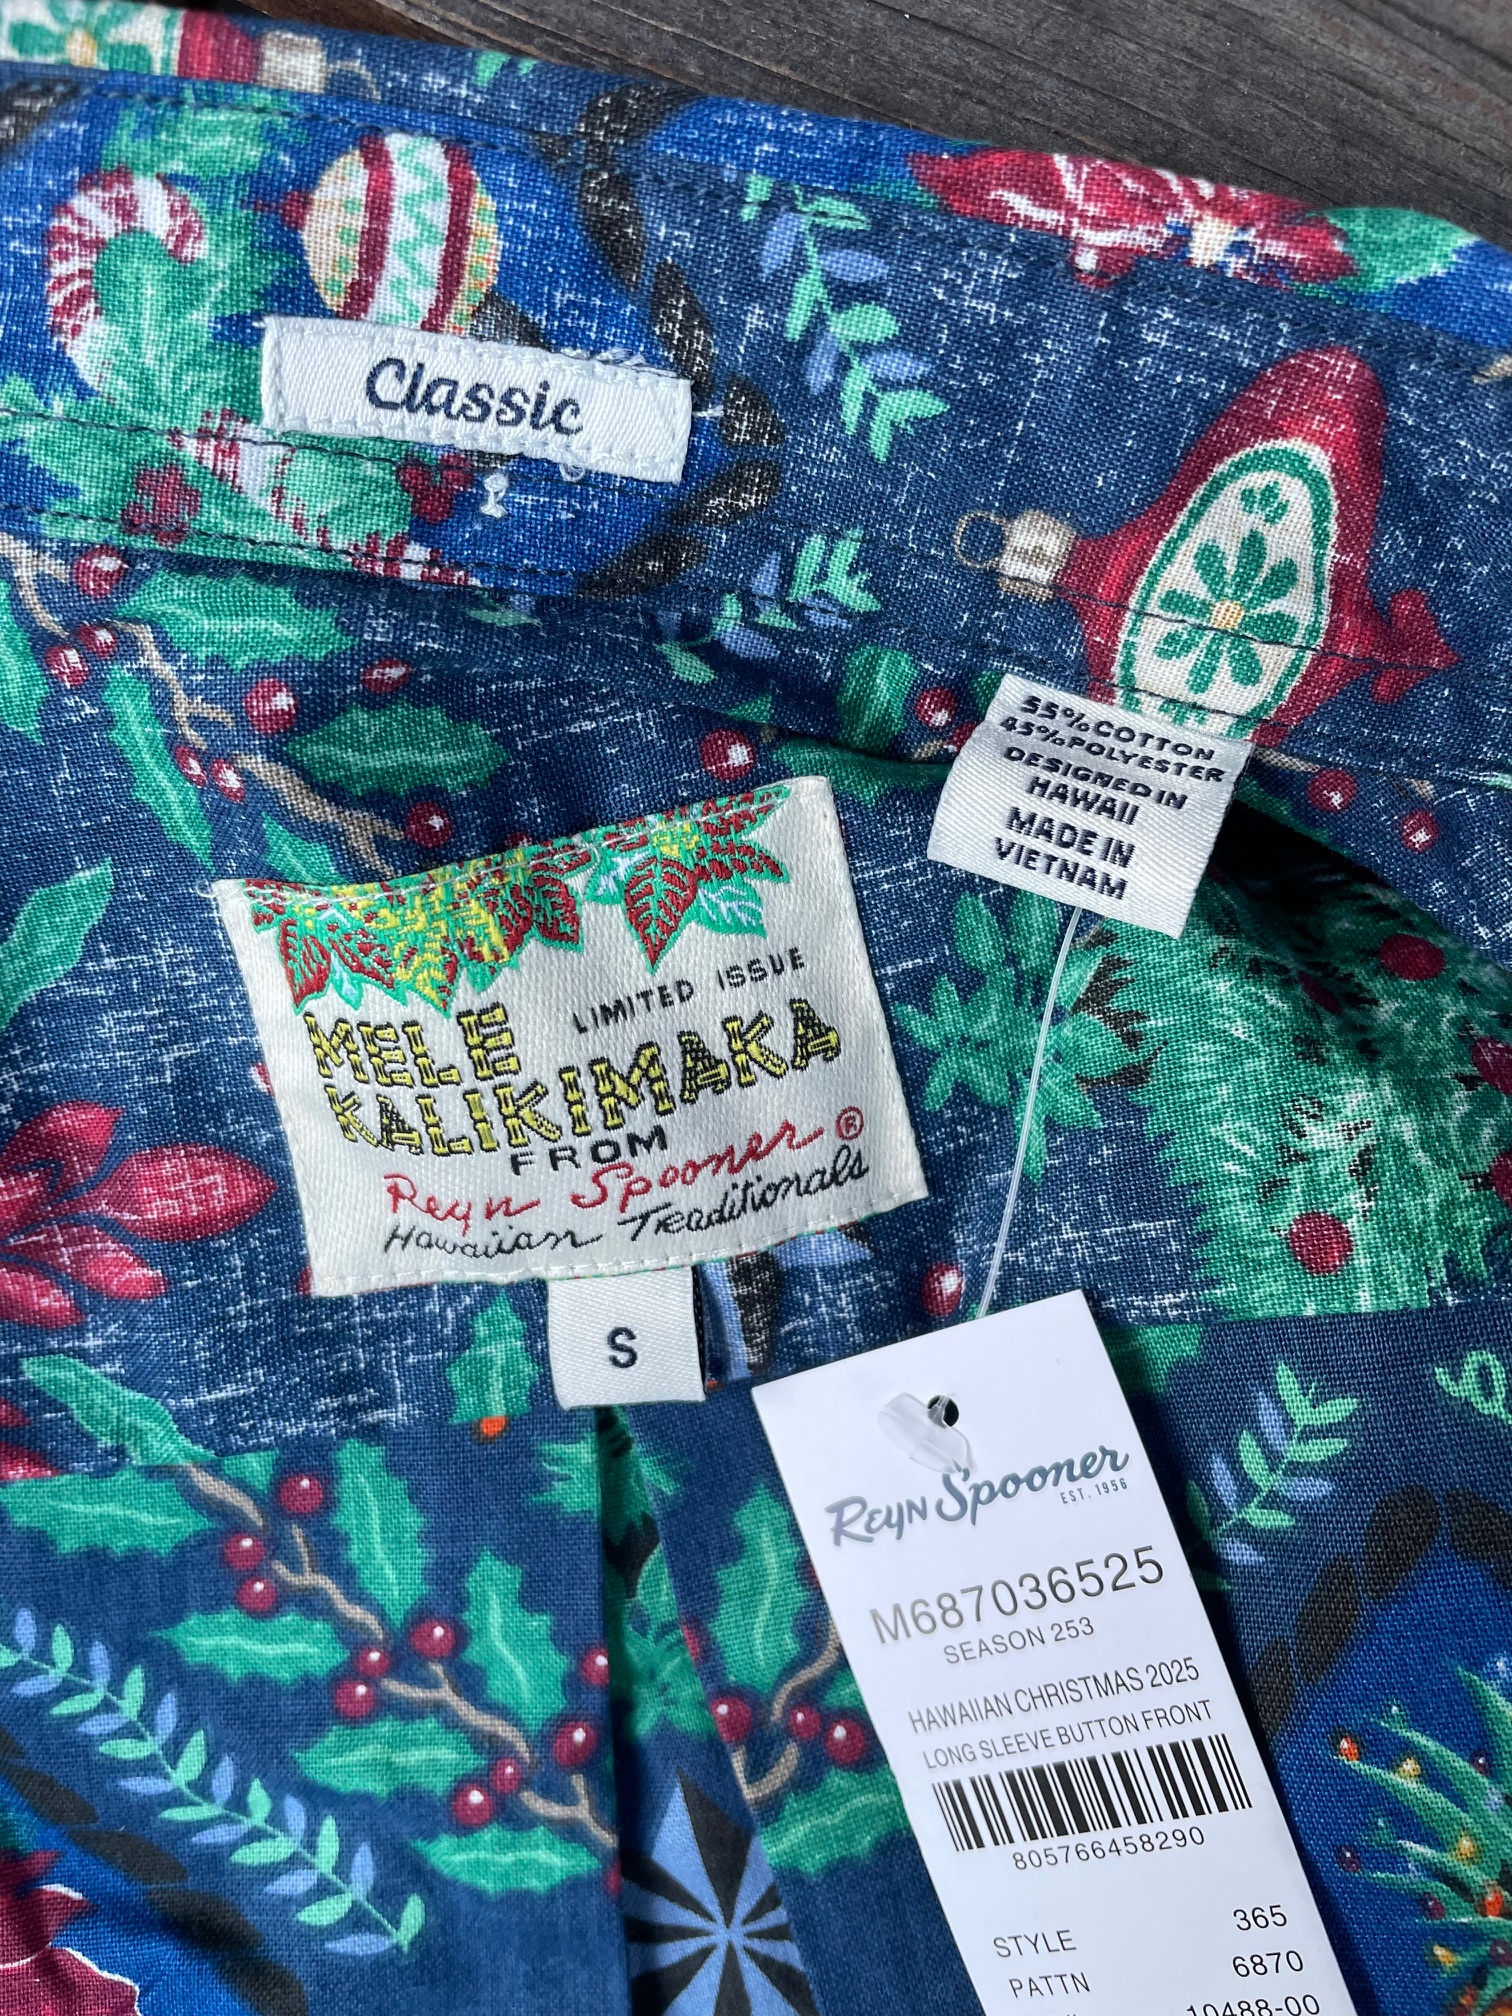 Classic
55% COTTON
45% POLYESTER
DESIGNED IN
HAWAII
MADE IN
VIETNAM
LIMITED ISSUE
MELE
KALIKIMAKA
FROM
Reyn Spooner ®
Hawaiian Traditionals
S
REYN Spooner
EST. 1956
M687036525
SEASON 253
HAWAIIAN CHRISTMAS 2025
LONG SLEEVE BUTTON FRONT
805766458290
STYLE 365
PATTN 6870
10488-00